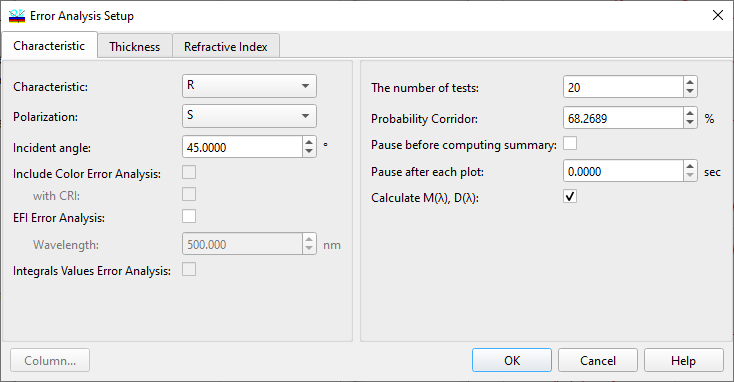 Error Analysis Setup
Characteristic Thickness Refractive Index
Characteristic: R
Polarization: S
Incident angle: 45.0000 °
Include Color Error Analysis:
with CRI:
EFI Error Analysis:
Wavelength: 500.000 nm
Integrals Values Error Analysis:
The number of tests: 20
Probability Corridor: 68.2689 %
Pause before computing summary:
Pause after each plot: 0.0000 sec
Calculate M(λ), D(λ):
Column... OK Cancel Help